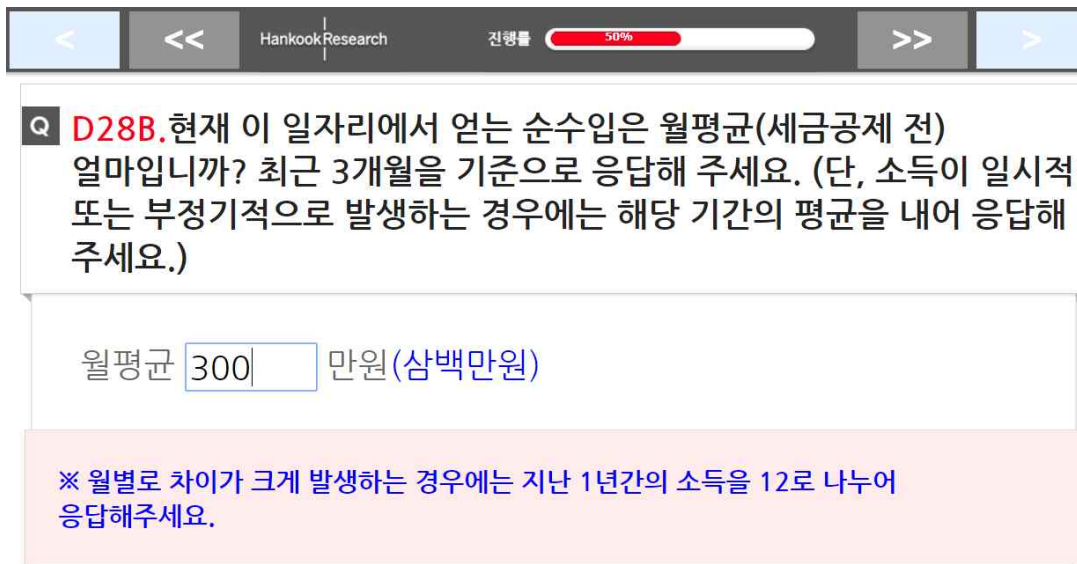 < << Hankook Research 진행률 50% >> >
Q D28B.현재 이 일자리에서 얻는 순수입은 월평균(세금공제 전)
얼마입니까? 최근 3개월을 기준으로 응답해 주세요. (단, 소득이 일시적
또는 부정기적으로 발생하는 경우에는 해당 기간의 평균을 내어 응답해
주세요.)
월평균 300 만원(삼백만원)
※ 월별로 차이가 크게 발생하는 경우에는 지난 1년간의 소득을 12로 나누어
응답해주세요.